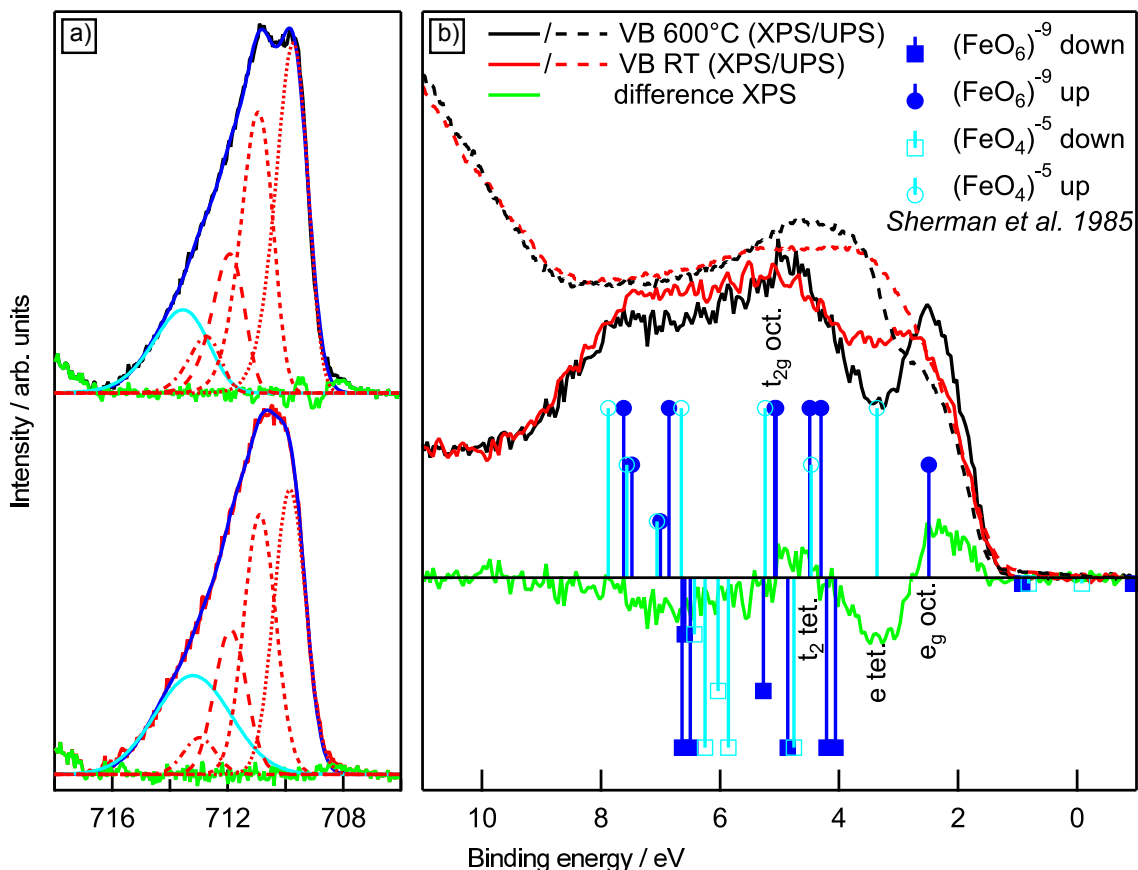 a)
b)
/ VB 600°C (XPS/UPS)
/ VB RT (XPS/UPS)
difference XPS
(FeO6)-9 down
(FeO6)-9 up
(FeO4)-5 down
(FeO4)-5 up
Sherman et al. 1985
Intensity / arb. units
t2g oct.
t2 tet.
e tet.
eg oct.
716 712 708
10 8 6 4 2 0
Binding energy / eV